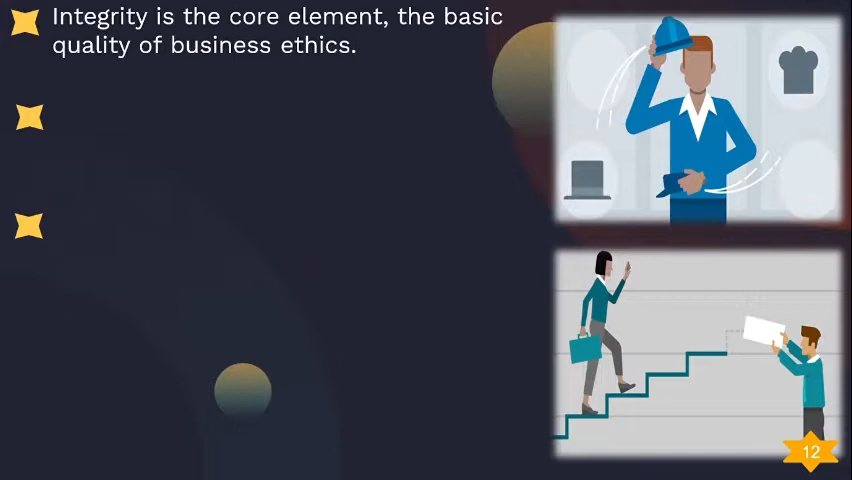 Integrity is the core element, the basic
quality of business ethics.
12